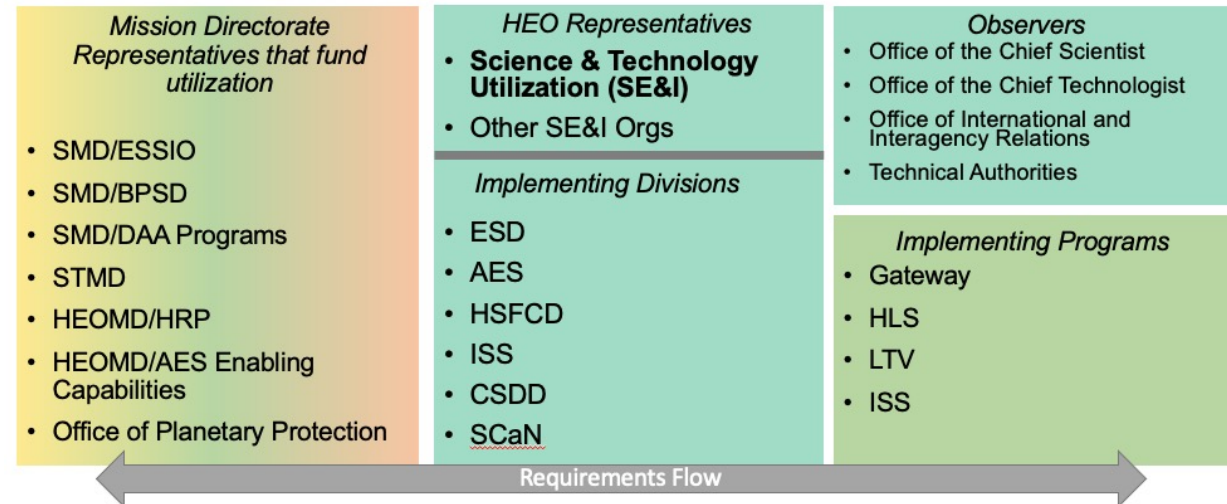 Mission Directorate
Representatives that fund
utilization
• SMD/ESSIO
• SMD/BPSD
• SMD/DAA Programs
• STMD
• HEOMD/HRP
• HEOMD/AES Enabling
Capabilities
• Office of Planetary Protection
HEO Representatives
• Science & Technology
Utilization (SE&I)
• Other SE&I Orgs
Implementing Divisions
• ESD
• AES
• HSFCD
• ISS
• CSDD
• SCaN
Observers
• Office of the Chief Scientist
• Office of the Chief Technologist
• Office of International and
Interagency Relations
• Technical Authorities
Implementing Programs
• Gateway
• HLS
• LTV
• ISS
Requirements Flow